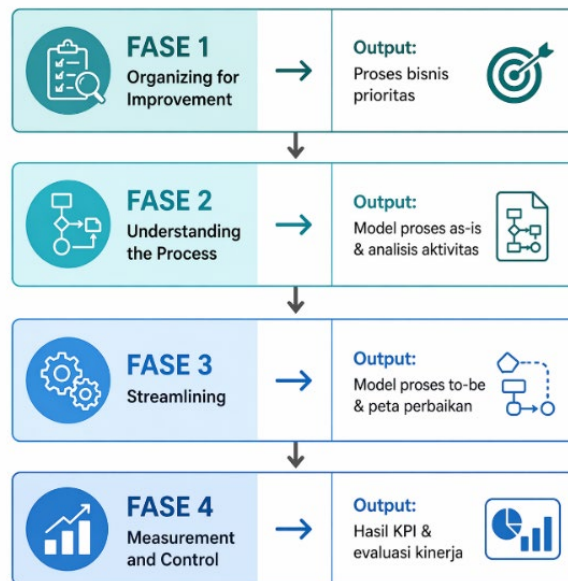 FASE 1
Organizing for
Improvement
Output:
Proses bisnis
prioritas
FASE 2
Understanding
the Process
Output:
Model proses as-is
& analisis aktivitas
FASE 3
Streamlining
Output:
Model proses to-be
& peta perbaikan
FASE 4
Measurement
and Control
Output:
Hasil KPI &
evaluasi kinerja